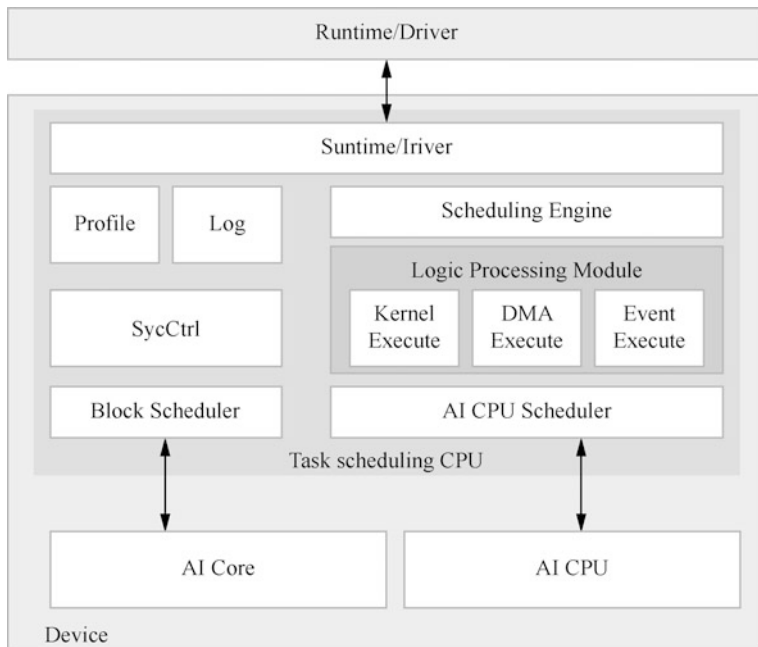 Runtime/Driver
Suntime/Iriver
Profile
Log
Scheduling Engine
Logic Processing Module
Kernel
Execute
DMA
Execute
Event
Execute
SycCtrl
Block Scheduler
AI CPU Scheduler
Task scheduling CPU
AI Core
AI CPU
Device